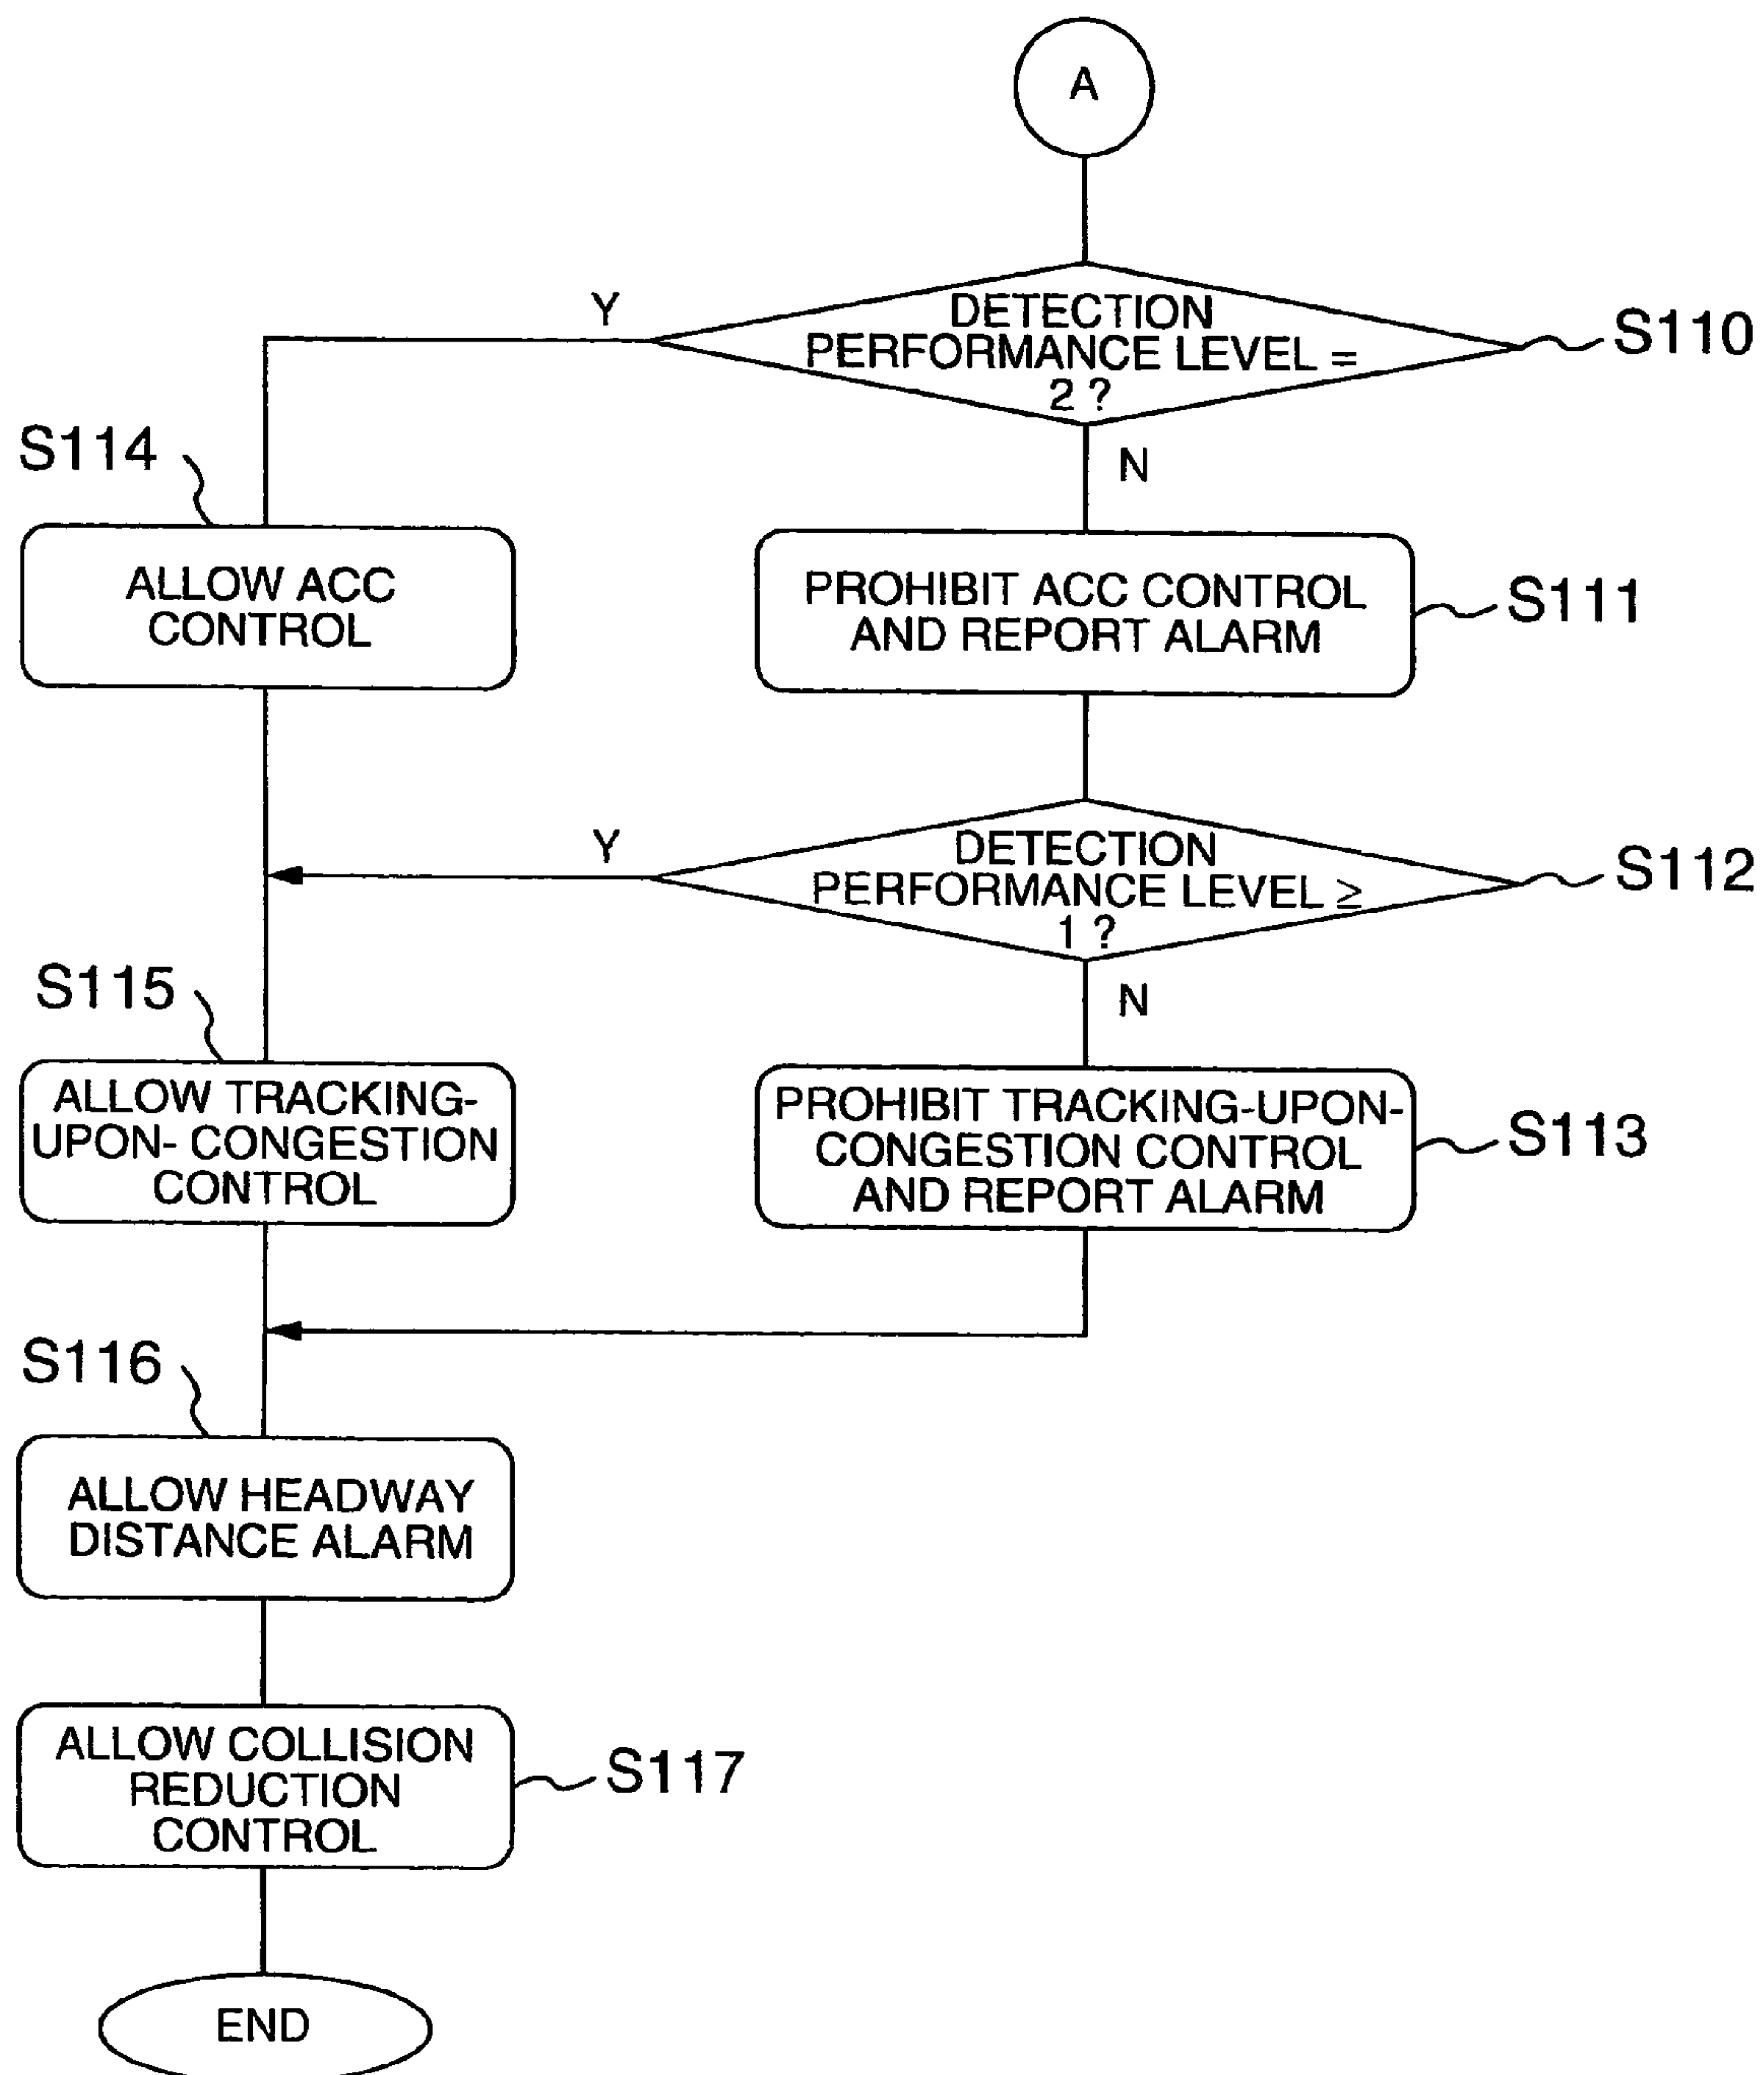 A
Y
DETECTION
PERFORMANCE LEVEL =
2 ?
S110
N
S114
ALLOW ACC
CONTROL
PROHIBIT ACC CONTROL
AND REPORT ALARM
S111
Y
DETECTION
PERFORMANCE LEVEL ≥
1 ?
S112
N
S115
ALLOW TRACKING-
UPON- CONGESTION
CONTROL
PROHIBIT TRACKING-UPON-
CONGESTION CONTROL
AND REPORT ALARM
S113
S116
ALLOW HEADWAY
DISTANCE ALARM
ALLOW COLLISION
REDUCTION
CONTROL
S117
END